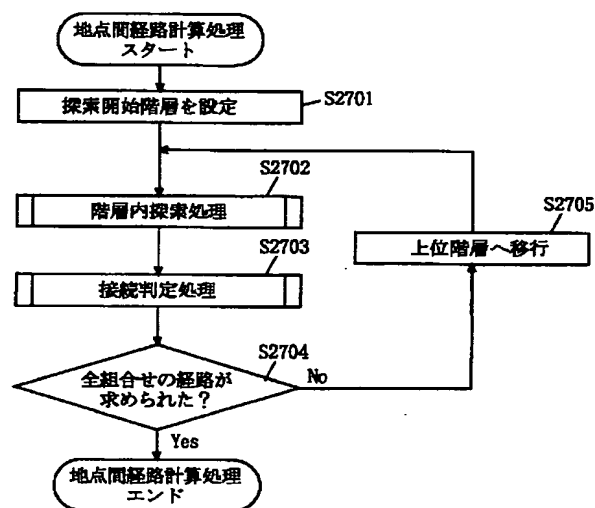 地点間経路計算処理
スタート
探索開始階層を設定
S2701
S2702
階層内探索処理
S2705
上位階層へ移行
S2703
接続判定処理
S2704
全組合せの経路が
求められた?
No
Yes
地点間経路計算処理
エンド